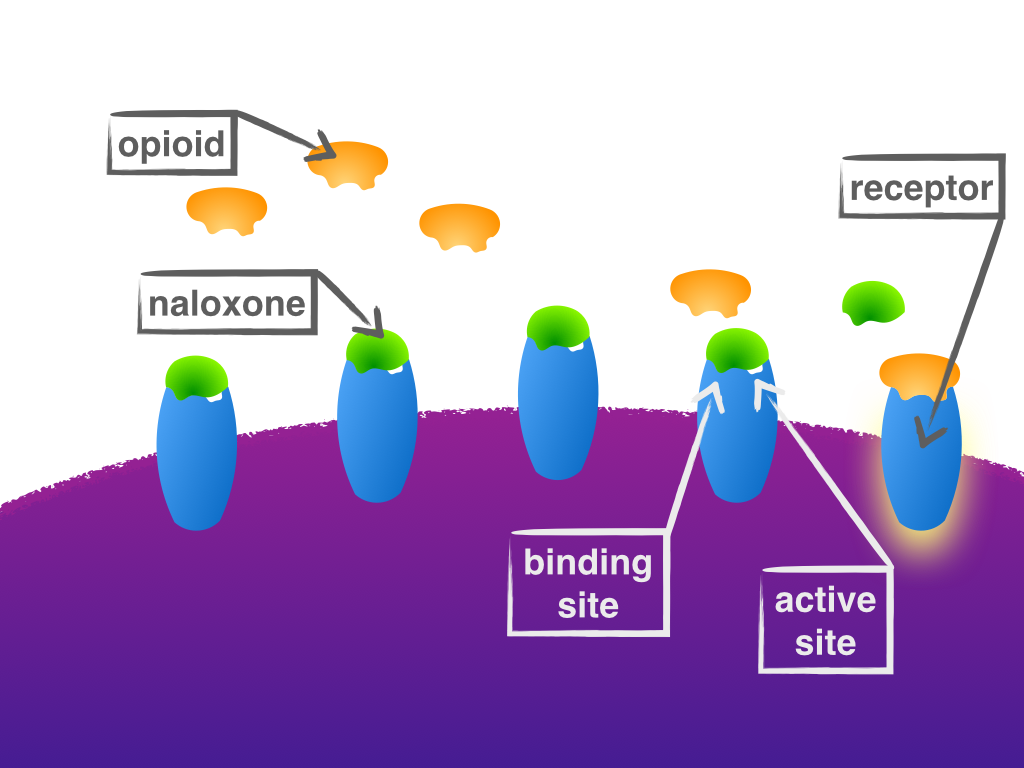 opioid
receptor
naloxone
binding
site
active
site